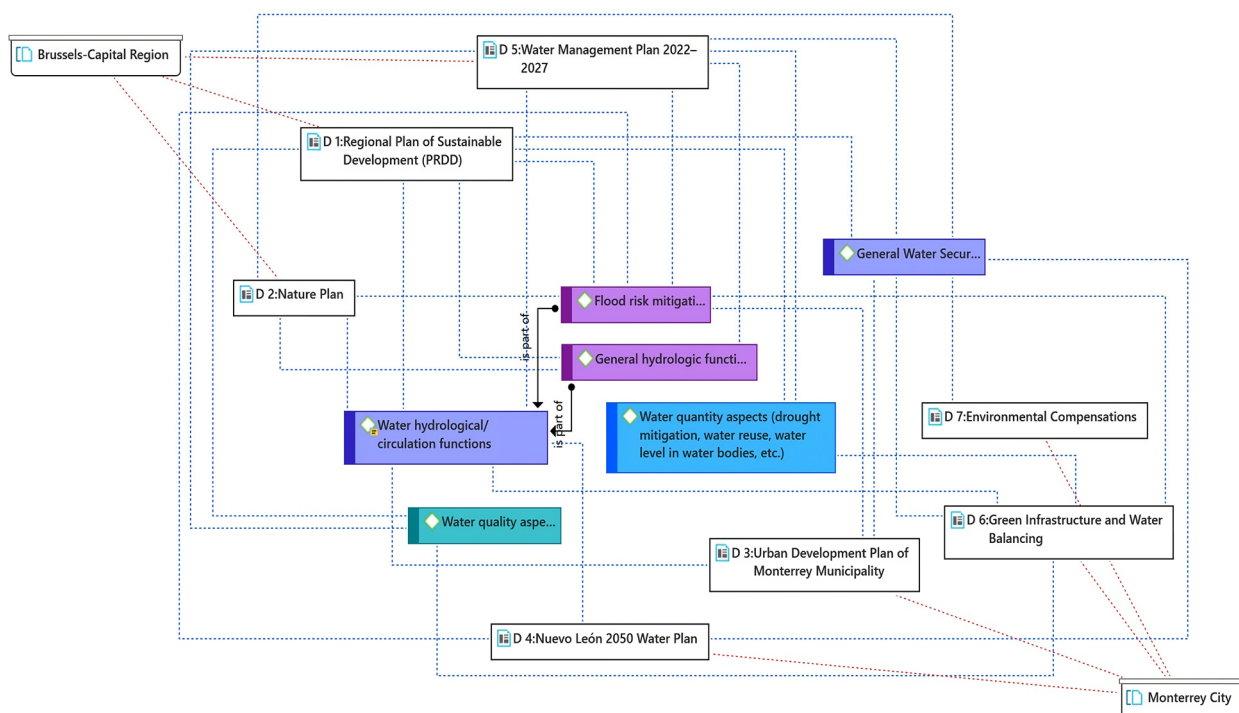 D 5:Water Management Plan 2022–
2027
Brussels-Capital Region
D 1:Regional Plan of Sustainable
Development (PRDD)
General Water Secur...
D 2:Nature Plan
Flood risk mitigati...
is part of
General hydrologic functi...
is part of
Water hydrological/
circulation functions
Water quantity aspects (drought
mitigation, water reuse, water
level in water bodies, etc.)
D 7:Environmental Compensations
Water quality aspe...
D 6:Green Infrastructure and Water
Balancing
D 3:Urban Development Plan of
Monterrey Municipality
D 4:Nuevo León 2050 Water Plan
Monterrey City